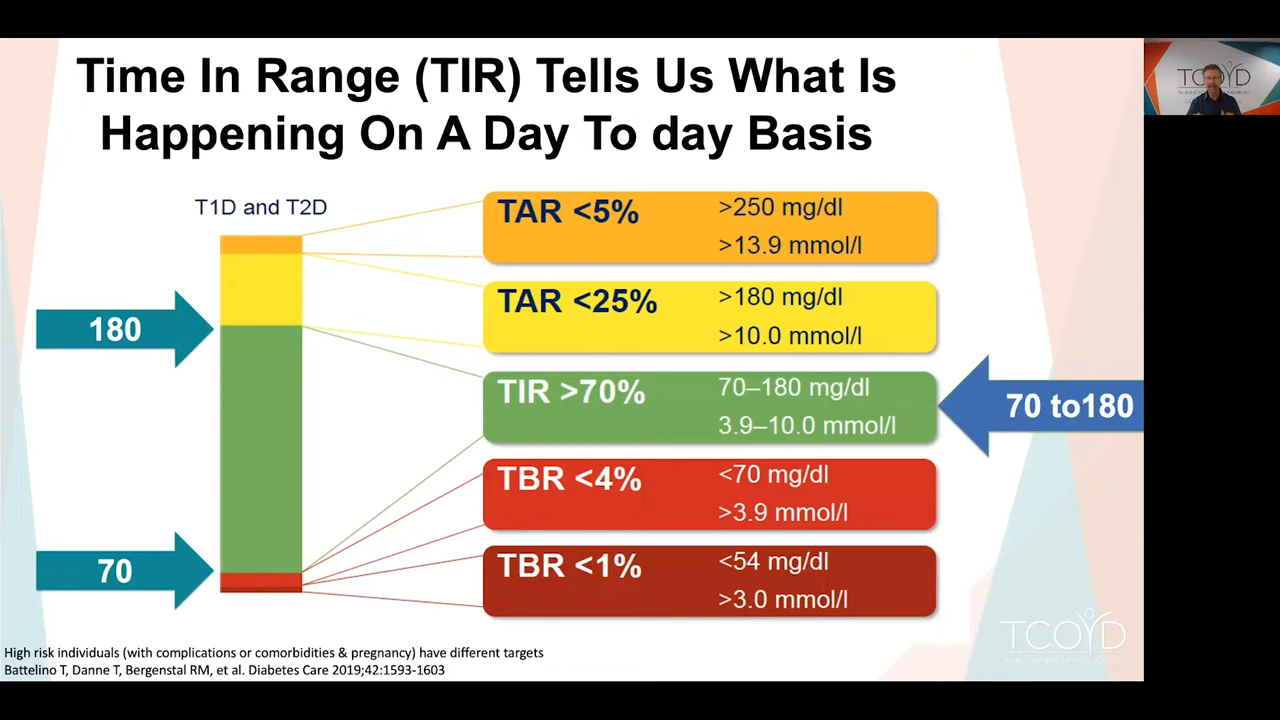 Time In Range (TIR) Tells Us What Is
Happening On A Day To day Basis
T1D and T2D
180
70
TAR <5%
>250 mg/dl
>13.9 mmol/l
TAR <25%
>180 mg/dl
>10.0 mmol/l
TIR >70%
70–180 mg/dl
3.9–10.0 mmol/l
70 to180
TBR <4%
<70 mg/dl
>3.9 mmol/l
TBR <1%
<54 mg/dl
>3.0 mmol/l
High risk individuals (with complications or comorbidities & pregnancy) have different targets
Battelino T, Danne T, Bergenstal RM, et al. Diabetes Care 2019;42:1593-1603
TCOYD
TCOYD